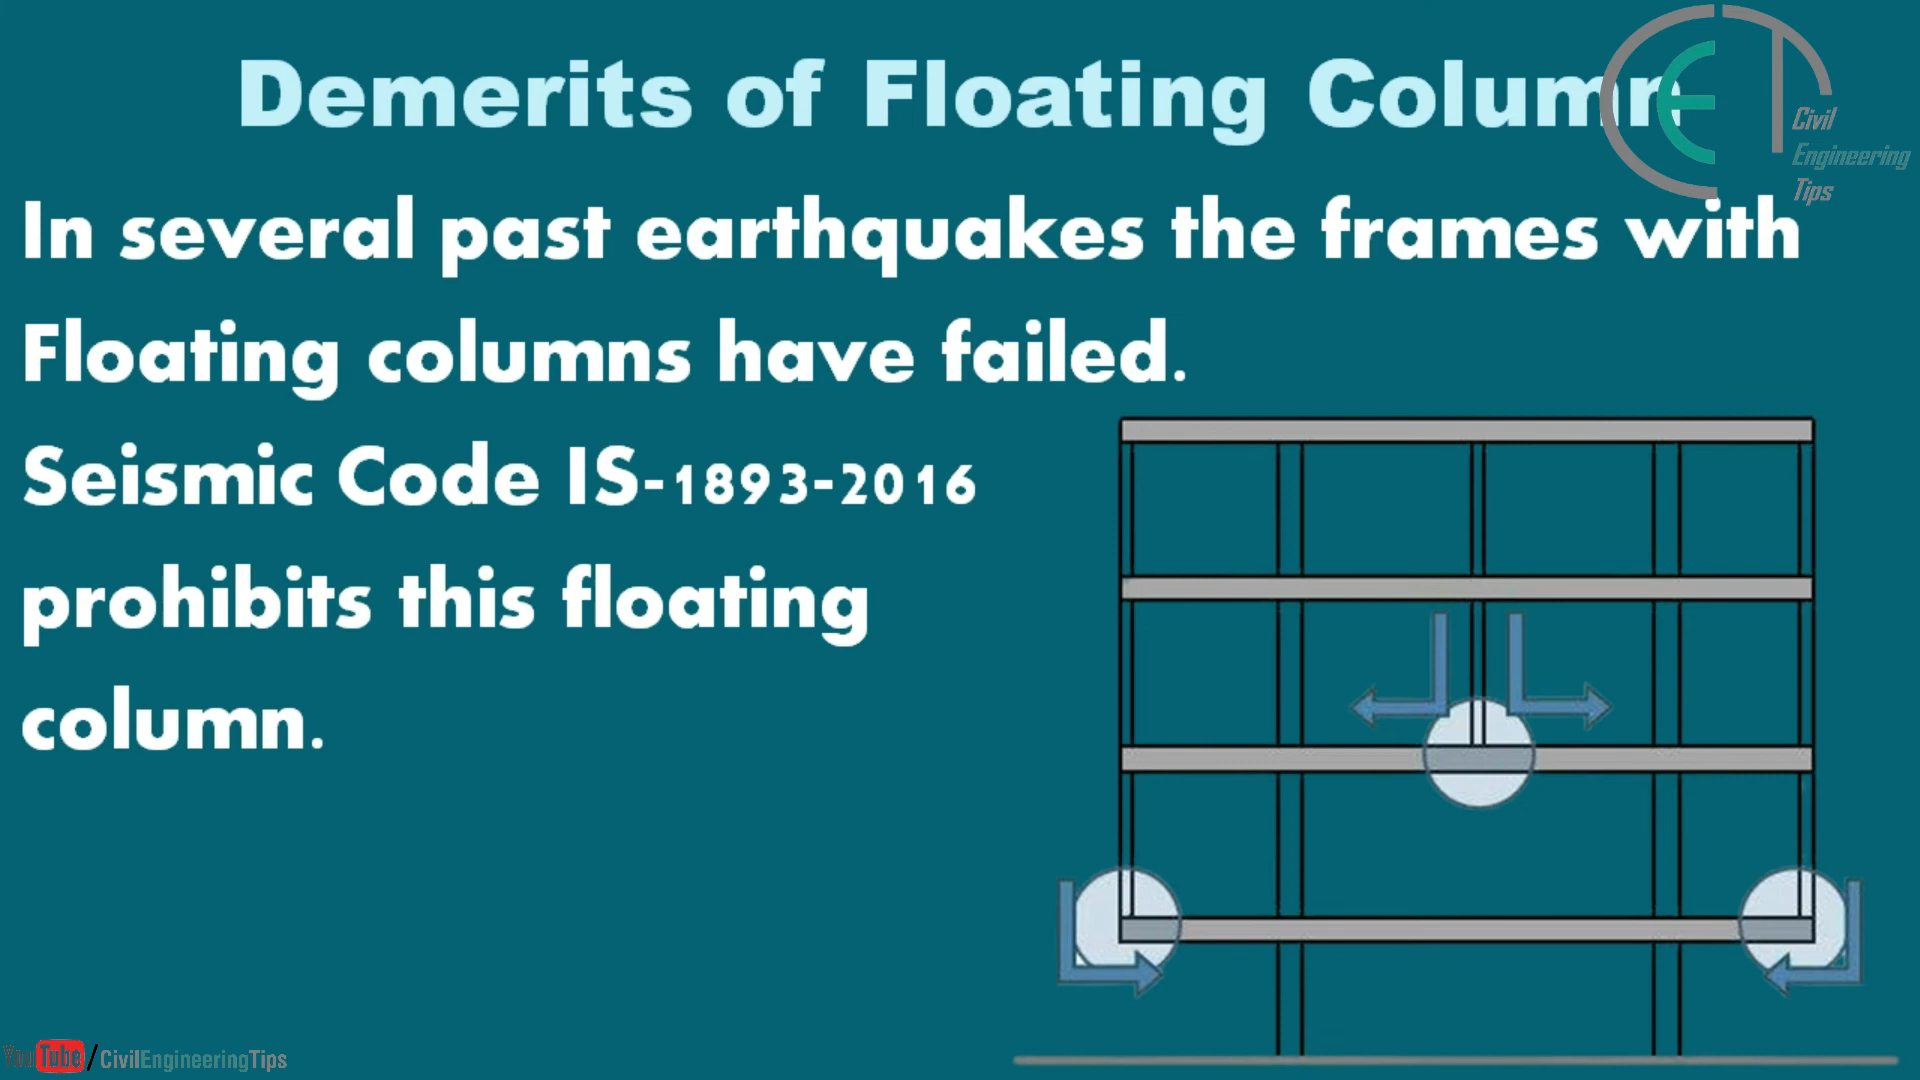 Demerits of Floating Column
Civil
Engineering
Tips
In several past earthquakes the frames with
Floating columns have failed.
Seismic Code IS-1893-2016
prohibits this floating
column.
YouTube/CivilEngineeringTips